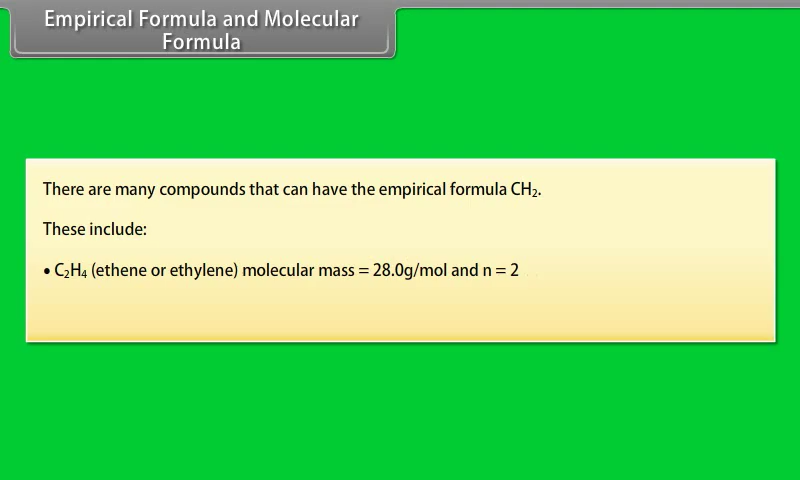 Empirical Formula and Molecular
Formula
There are many compounds that can have the empirical formula CH₂.
These include:
• C₂H₄ (ethene or ethylene) molecular mass = 28.0g/mol and n = 2